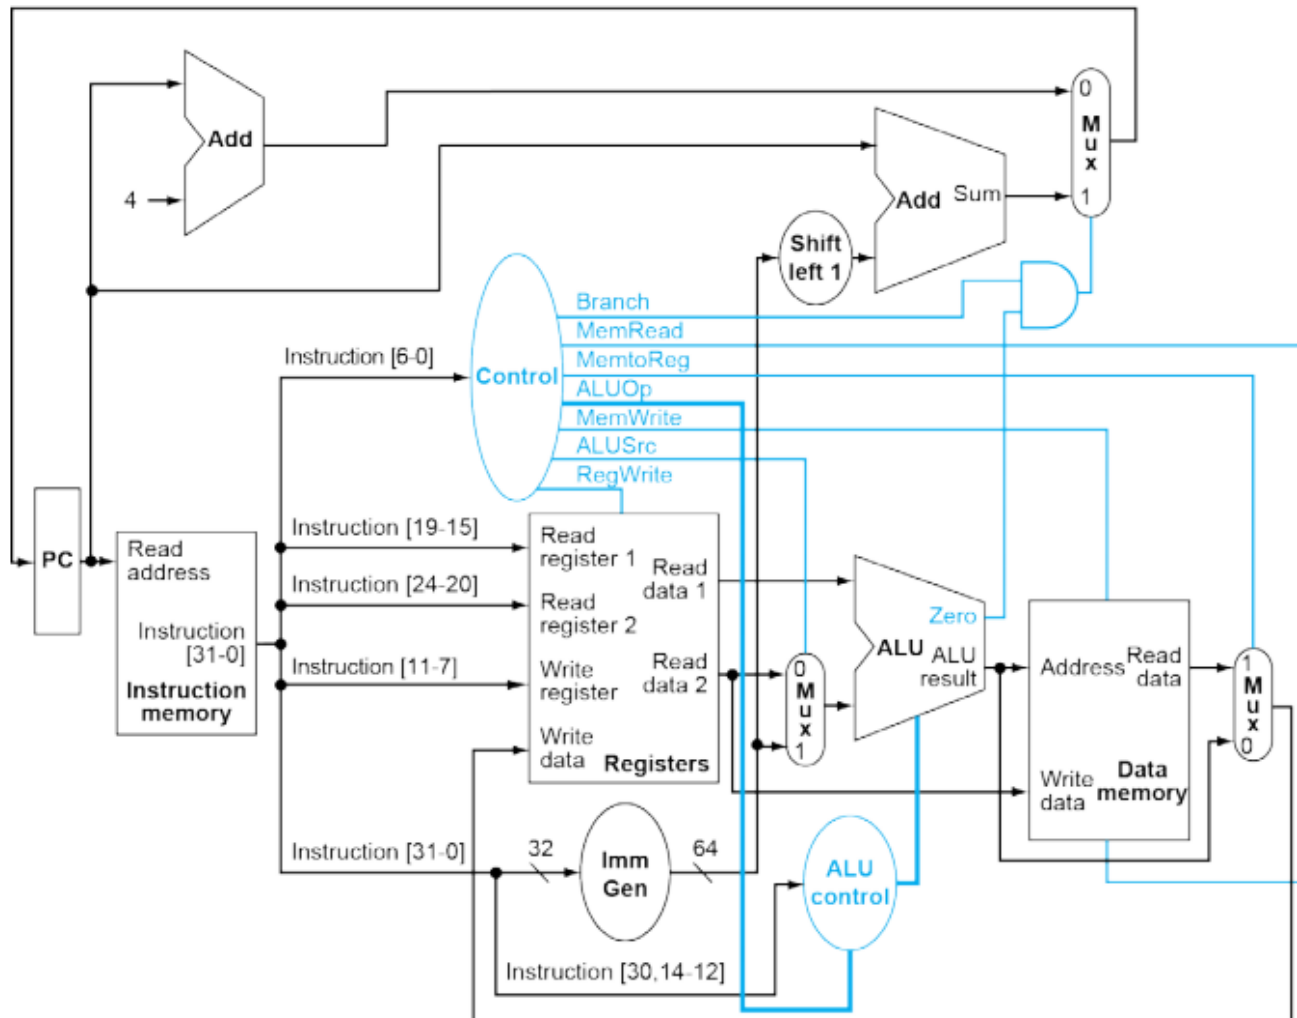 0
M
u
x
1
Add
4
Add Sum
Shift
left 1
Branch
MemRead
MemtoReg
ALUOp
MemWrite
ALUSrc
RegWrite
Control
Instruction [6-0]
Instruction [19-15]
Instruction [24-20]
Instruction [11-7]
Instruction [31-0]
PC
Read
address
Instruction
[31-0]
Instruction
memory
Read
register 1
Read
register 2
Write
register
Write
data
Read
data 1
Read
data 2
Registers
0
M
u
x
1
Zero
ALU
ALU
result
Address
Read
data
Write
data
Data
memory
1
M
u
x
0
32
Imm
Gen
64
ALU
control
Instruction [30,14-12]